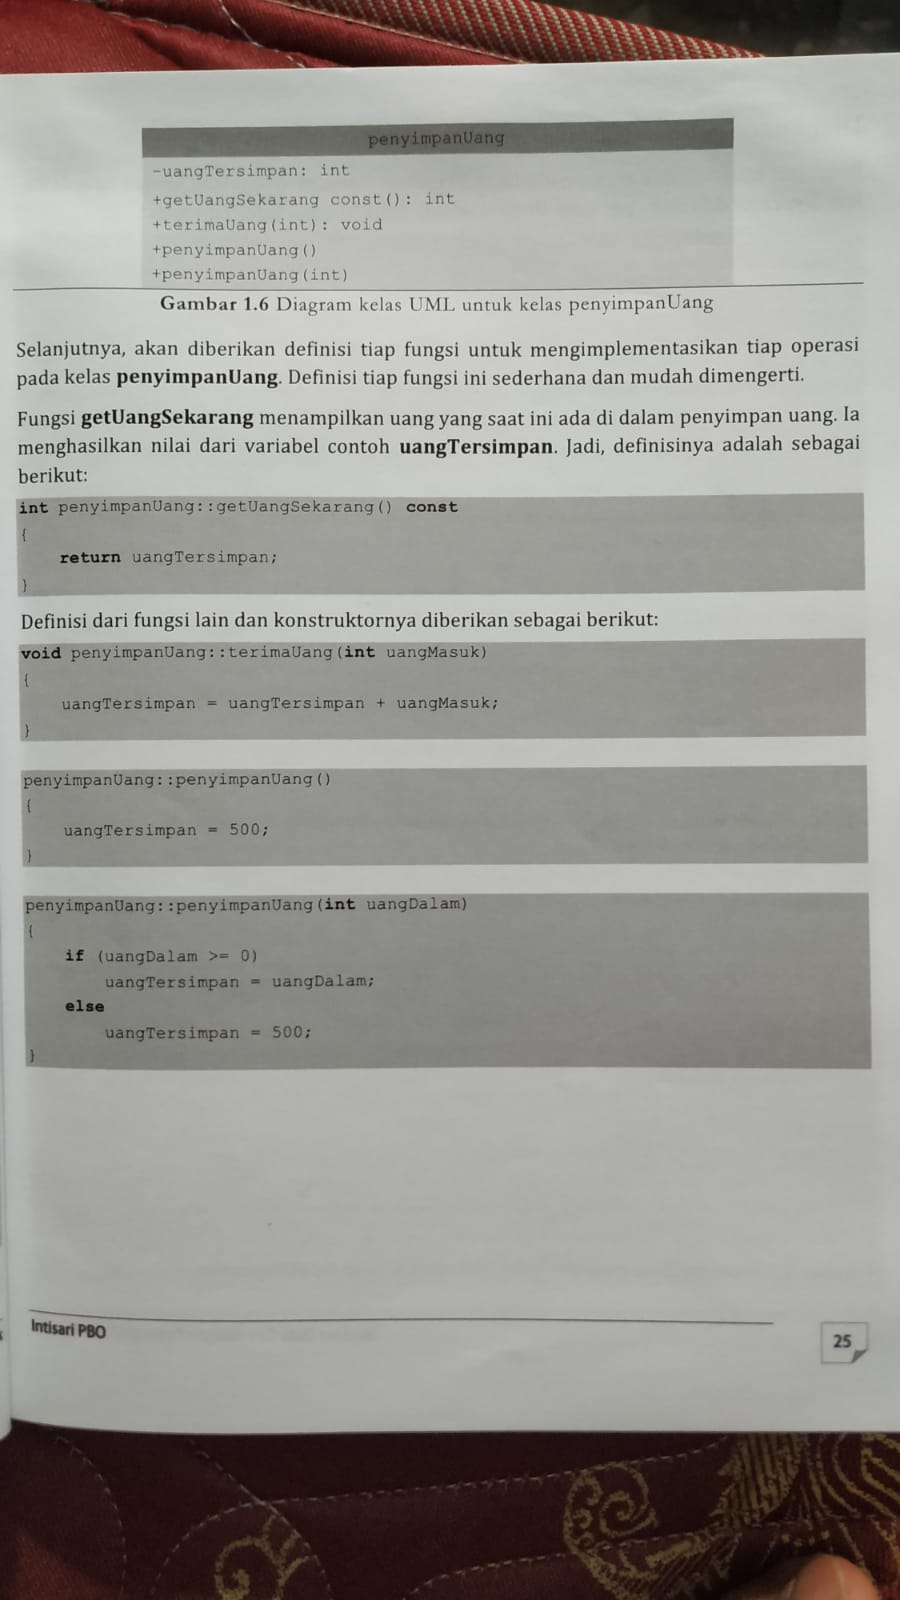 penyimpanUang
-uangTersimpan: int
+getUangSekarang const(): int
+terimaUang(int): void
+penyimpanUang()
+penyimpanUang(int)
Gambar 1.6 Diagram kelas UML untuk kelas penyimpanUang
Selanjutnya, akan diberikan definisi tiap fungsi untuk mengimplementasikan tiap operasi
pada kelas penyimpanUang. Definisi tiap fungsi ini sederhana dan mudah dimengerti.
Fungsi getUangSekarang menampilkan uang yang saat ini ada di dalam penyimpan uang. Ia
menghasilkan nilai dari variabel contoh uangTersimpan. Jadi, definisinya adalah sebagai
berikut:
int penyimpanUang::getUangSekarang() const
{
    return uangTersimpan;
}
Definisi dari fungsi lain dan konstruktornya diberikan sebagai berikut:
void penyimpanUang::terimaUang(int uangMasuk)
{
    uangTersimpan = uangTersimpan + uangMasuk;
}
penyimpanUang::penyimpanUang()
{
    uangTersimpan = 500;
}
penyimpanUang::penyimpanUang(int uangDalam)
{
    if (uangDalam >= 0)
        uangTersimpan = uangDalam;
    else
        uangTersimpan = 500;
}
Intisari PBO
25